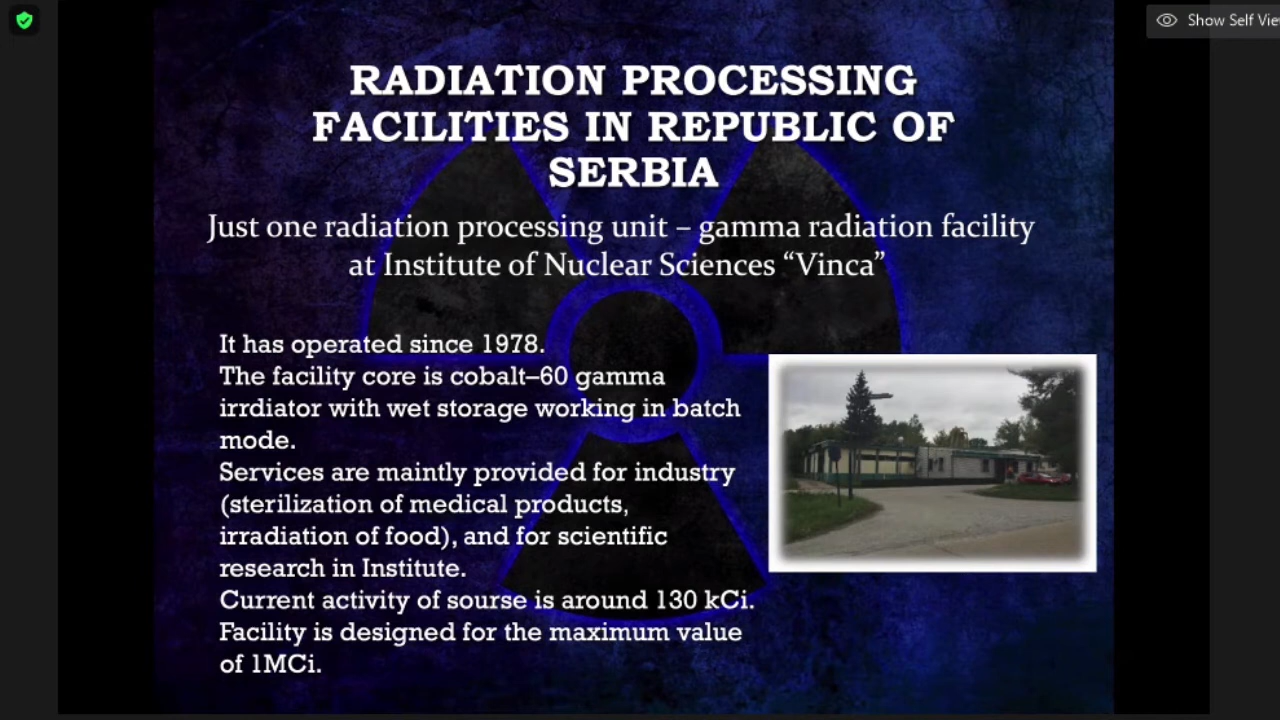 Show Self Vie
RADIATION PROCESSING
FACILITIES IN REPUBLIC OF
SERBIA
Just one radiation processing unit – gamma radiation facility
at Institute of Nuclear Sciences “Vinca”
It has operated since 1978.
The facility core is cobalt–60 gamma
irrdiator with wet storage working in batch
mode.
Services are maintly provided for industry
(sterilization of medical products,
irradiation of food), and for scientific
research in Institute.
Current activity of sourse is around 130 kCi.
Facility is designed for the maximum value
of 1MCi.